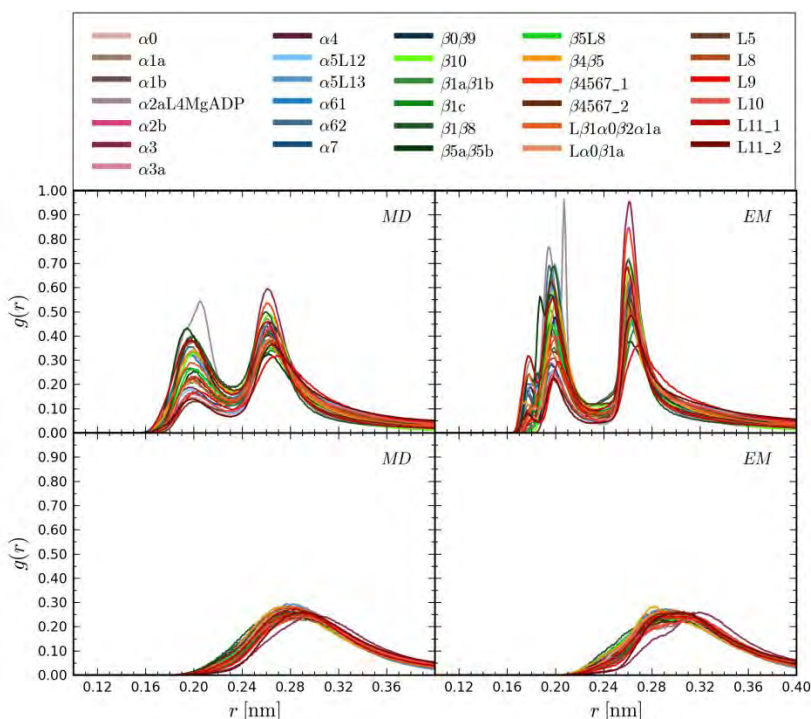 α0 α4 β0β9 β5L8 L5
α1a α5L12 β10 β4β5 L8
α1b α5L13 β1aβ1b β4567_1 L9
α2aL4MgADP α61 β1c β4567_2 L10
α2b α62 β1β8 Lβ1α0β2α1a L11_1
α3 α7 β5aβ5b Lα0β1a L11_2
α3a
1.00 MD EM
0.90
0.80
0.70
0.60
g(r)
0.50
0.40
0.30
0.20
0.10
0.00
MD EM
0.90
0.80
0.70
0.60
g(r)
0.50
0.40
0.30
0.20
0.10
0.00
0.12 0.16 0.20 0.24 0.28 0.32 0.36 0.12 0.16 0.20 0.24 0.28 0.32 0.36 0.40
r [nm] r [nm]